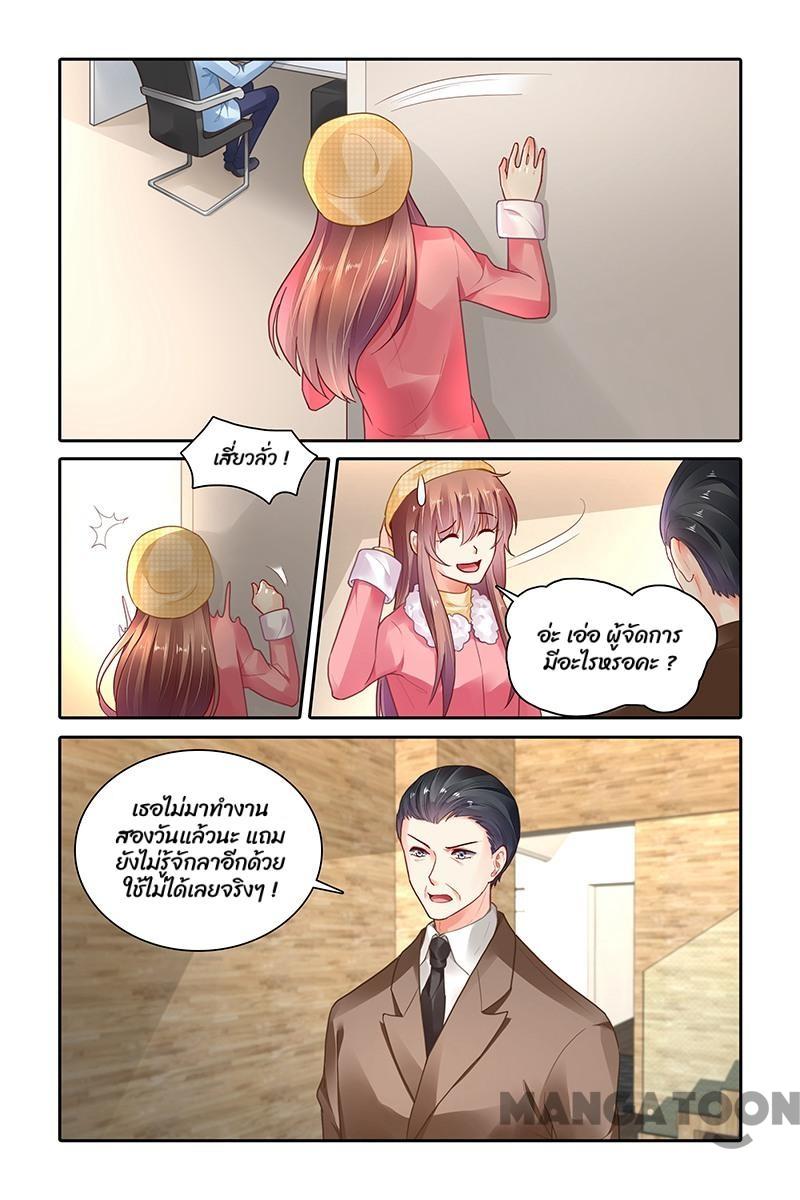 เสี่ยวลั่ว !
อ่ะ เอ่อ ผู้จัดการ
มีอะไรหรอคะ ?
เธอไม่มาทำงาน
สองวันแล้วนะ แถม
ยังไม่รู้จักลาอีกด้วย
ใช้ไม่ได้เลยจริงๆ !
MANGATOON